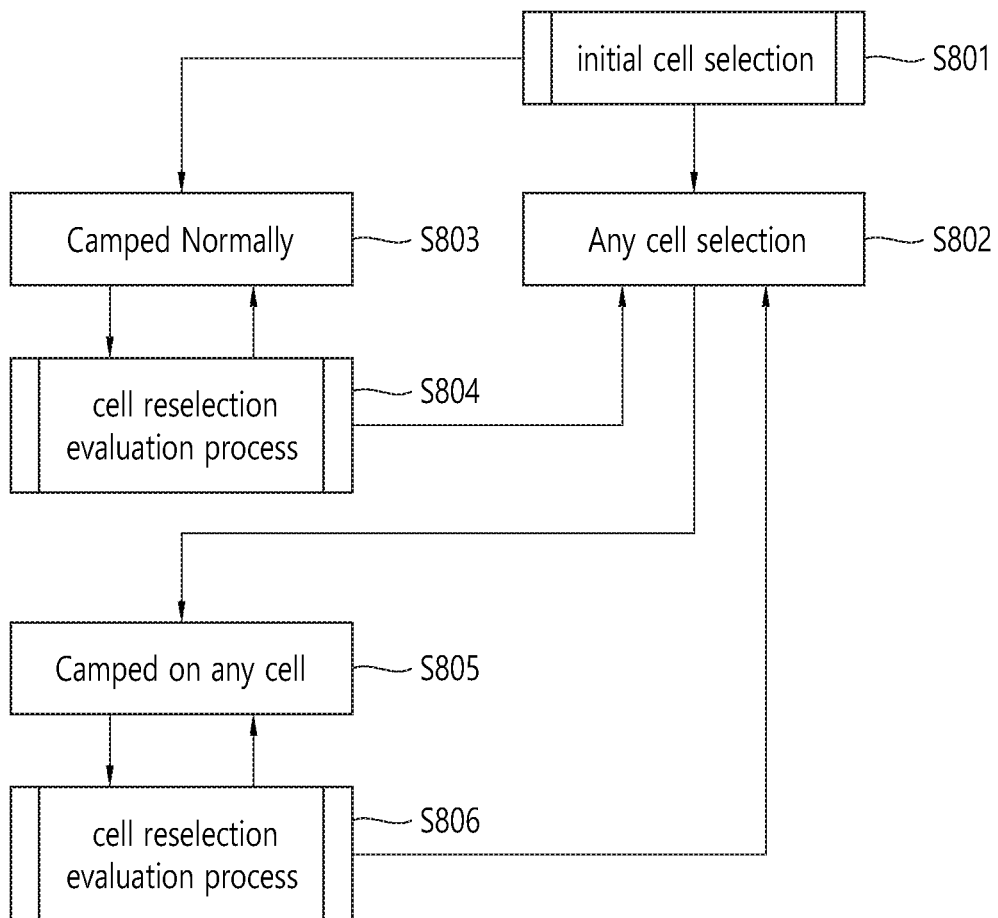 initial cell selection
S801
Camped Normally
S803
Any cell selection
S802
cell reselection
evaluation process
S804
Camped on any cell
S805
cell reselection
evaluation process
S806